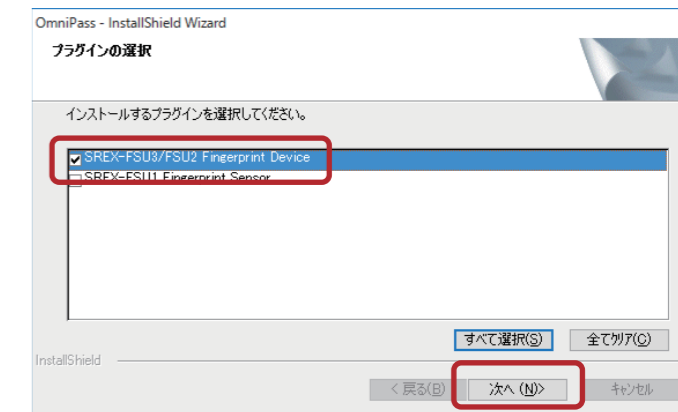 OmniPass - InstallShield Wizard
プラグインの選択
インストールするプラグインを選択してください。
SREX-FSU3/FSU2 Fingerprint Device
SREX-FSU1 Fingerprint Sensor
すべて選択(S) 全てクリア(C)
InstallShield
< 戻る(B) 次へ (N)> キャンセル